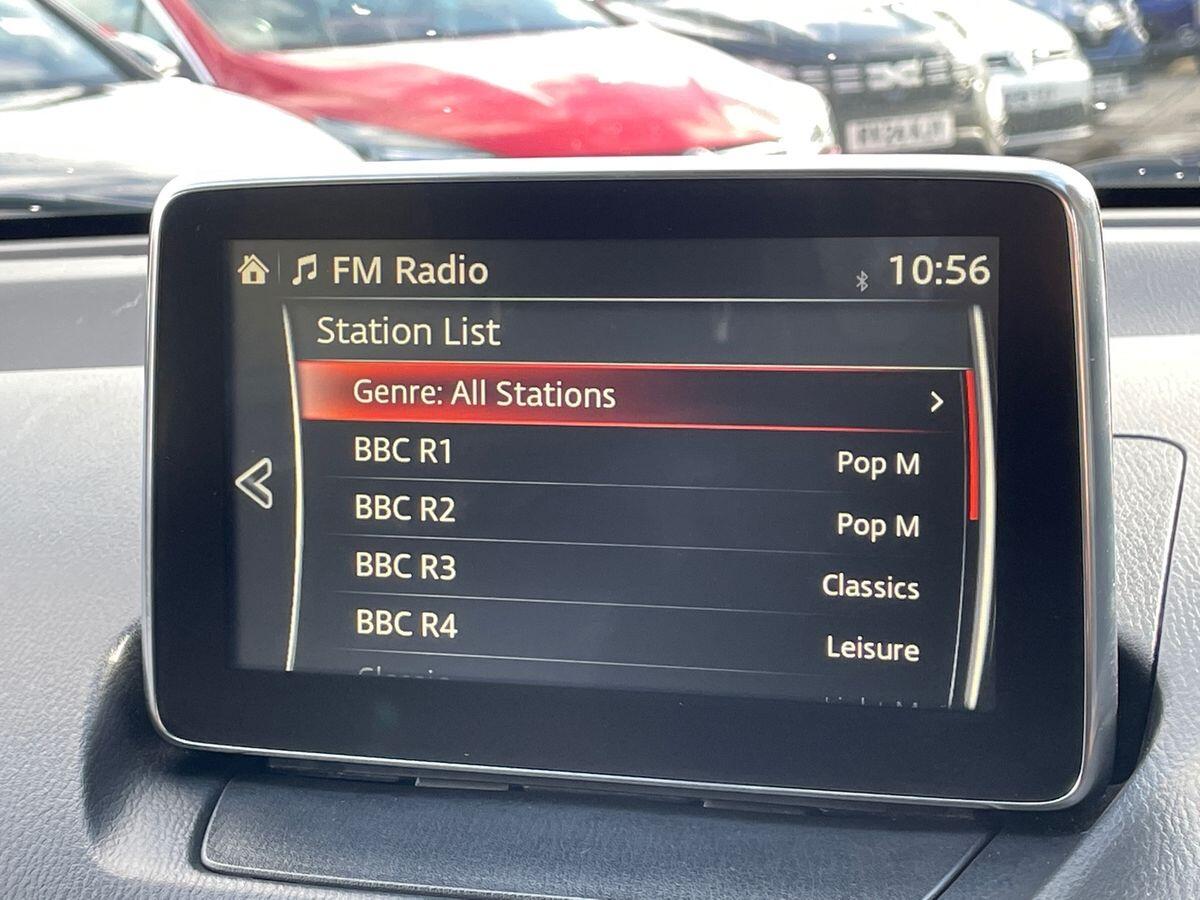 FM Radio 10:56
Station List
Genre: All Stations >
BBC R1 Pop M
BBC R2 Pop M
BBC R3 Classics
BBC R4 Leisure
Classic